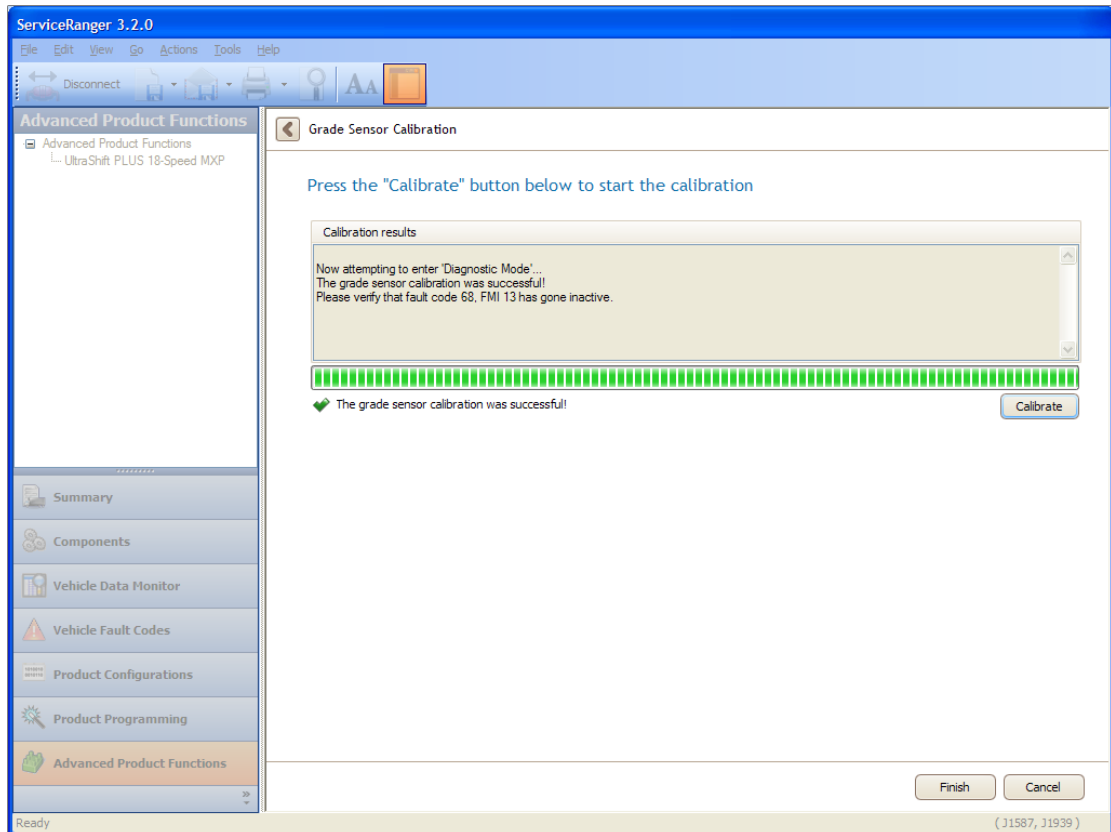 ServiceRanger 3.2.0
File Edit View Go Actions Tools Help
Disconnect
AA
Advanced Product Functions
Advanced Product Functions
UltraShift PLUS 18-Speed MXP
Grade Sensor Calibration
Press the "Calibrate" button below to start the calibration
Calibration results
Now attempting to enter 'Diagnostic Mode'...
The grade sensor calibration was successful!
Please verify that fault code 68, FMI 13 has gone inactive.
The grade sensor calibration was successful!
Calibrate
Summary
Components
Vehicle Data Monitor
Vehicle Fault Codes
Product Configurations
Product Programming
Advanced Product Functions
Finish Cancel
Ready
( J1587, J1939 )